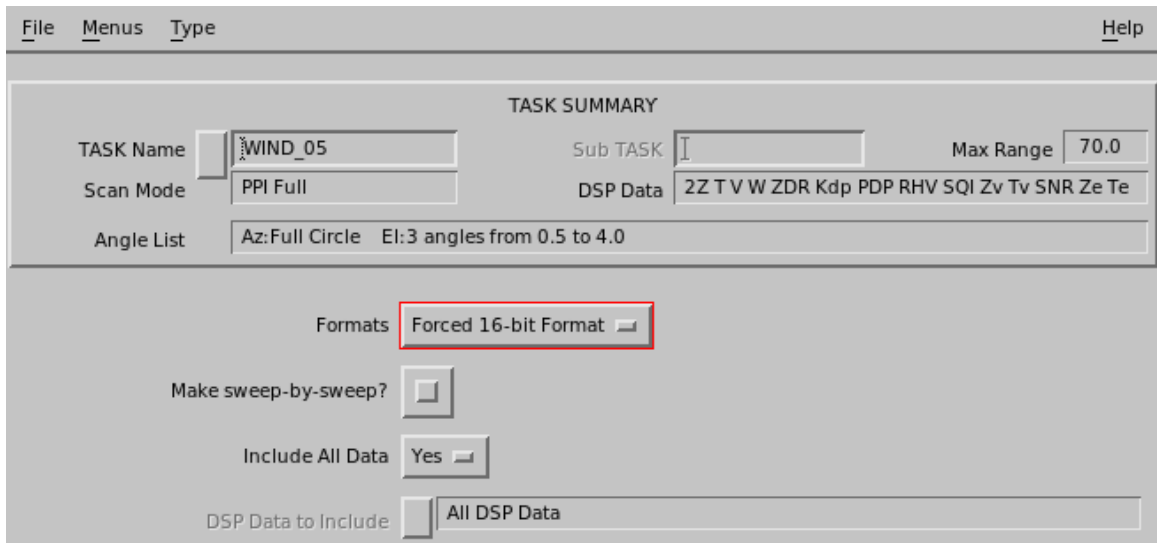 File Menus Type Help
TASK SUMMARY
TASK Name WIND_05 Sub TASK Max Range 70.0
Scan Mode PPI Full DSP Data 2Z T V W ZDR Kdp PDP RHV SQI Zv Tv SNR Ze Te
Angle List Az:Full Circle El:3 angles from 0.5 to 4.0
Formats Forced 16-bit Format
Make sweep-by-sweep?
Include All Data Yes
DSP Data to Include All DSP Data